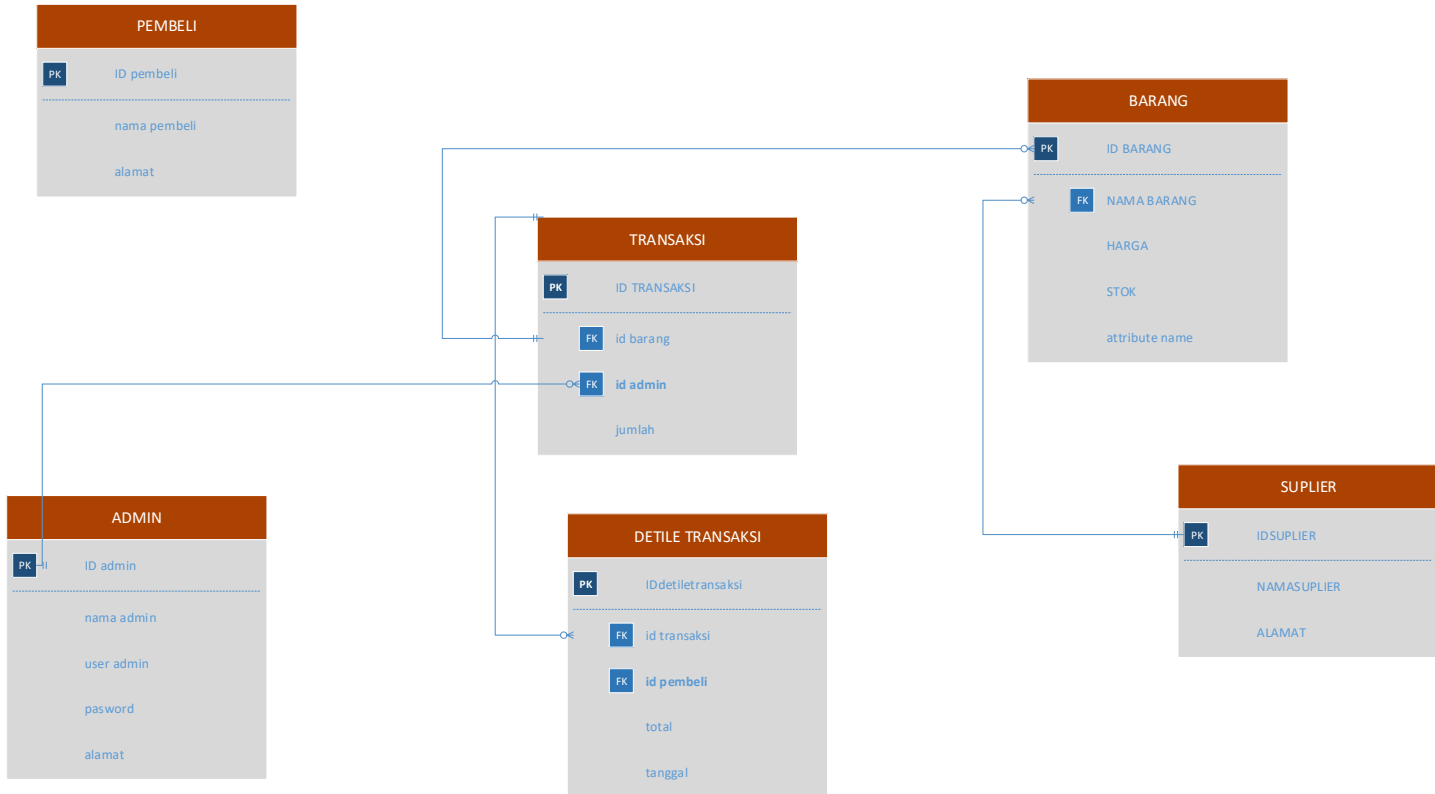 PEMBELI
PK ID pembeli
nama pembeli
alamat
BARANG
PK ID BARANG
FK NAMA BARANG
HARGA
STOK
attribute name
TRANSAKSI
PK ID TRANSAKSI
FK id barang
FK id admin
jumlah
ADMIN
PK ID admin
nama admin
user admin
pasword
alamat
DETILE TRANSAKSI
PK IDdetiletransaksi
FK id transaksi
FK id pembeli
total
tanggal
SUPLIER
PK IDSUPLIER
NAMASUPLIER
ALAMAT